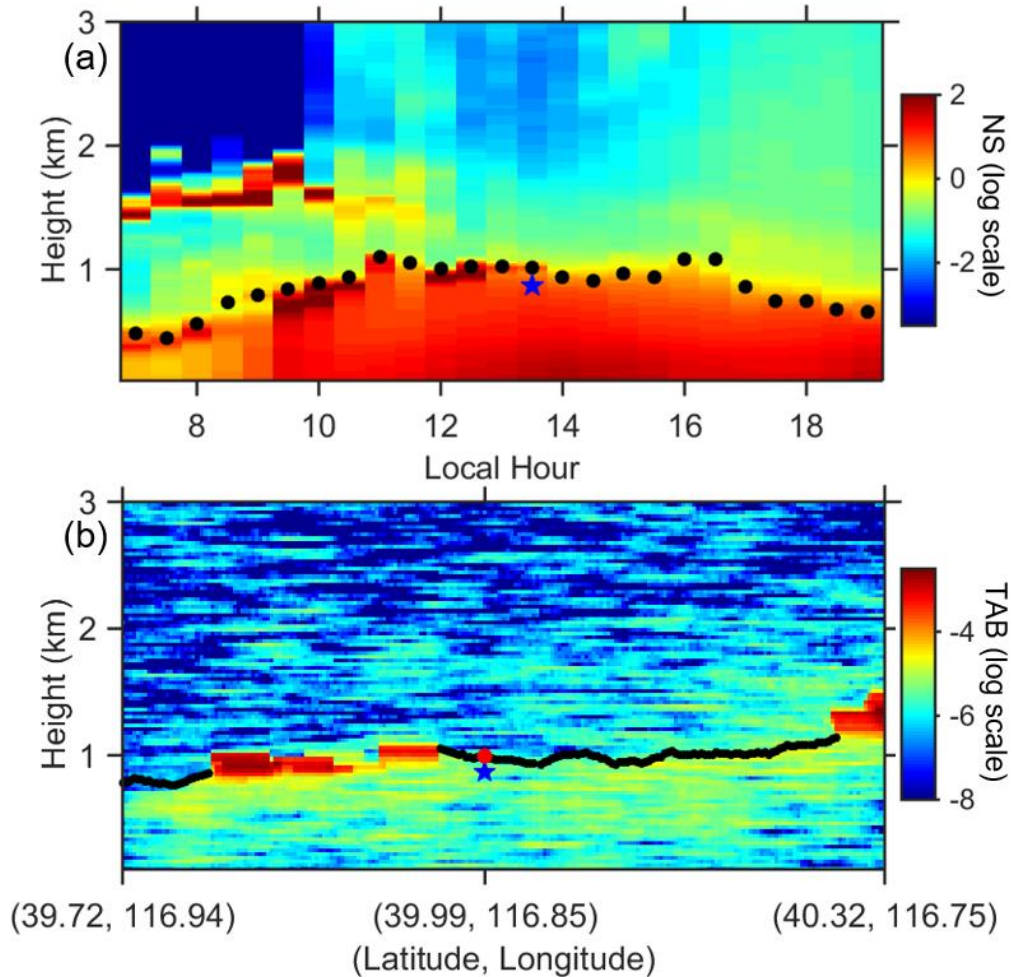 (a)
3
2
1
Height (km)
8
10
12
14
16
18
Local Hour
2
0
-2
NS (log scale)
(b)
3
2
1
Height (km)
(39.72, 116.94)
(39.99, 116.85)
(40.32, 116.75)
(Latitude, Longitude)
-4
-6
-8
TAB (log scale)